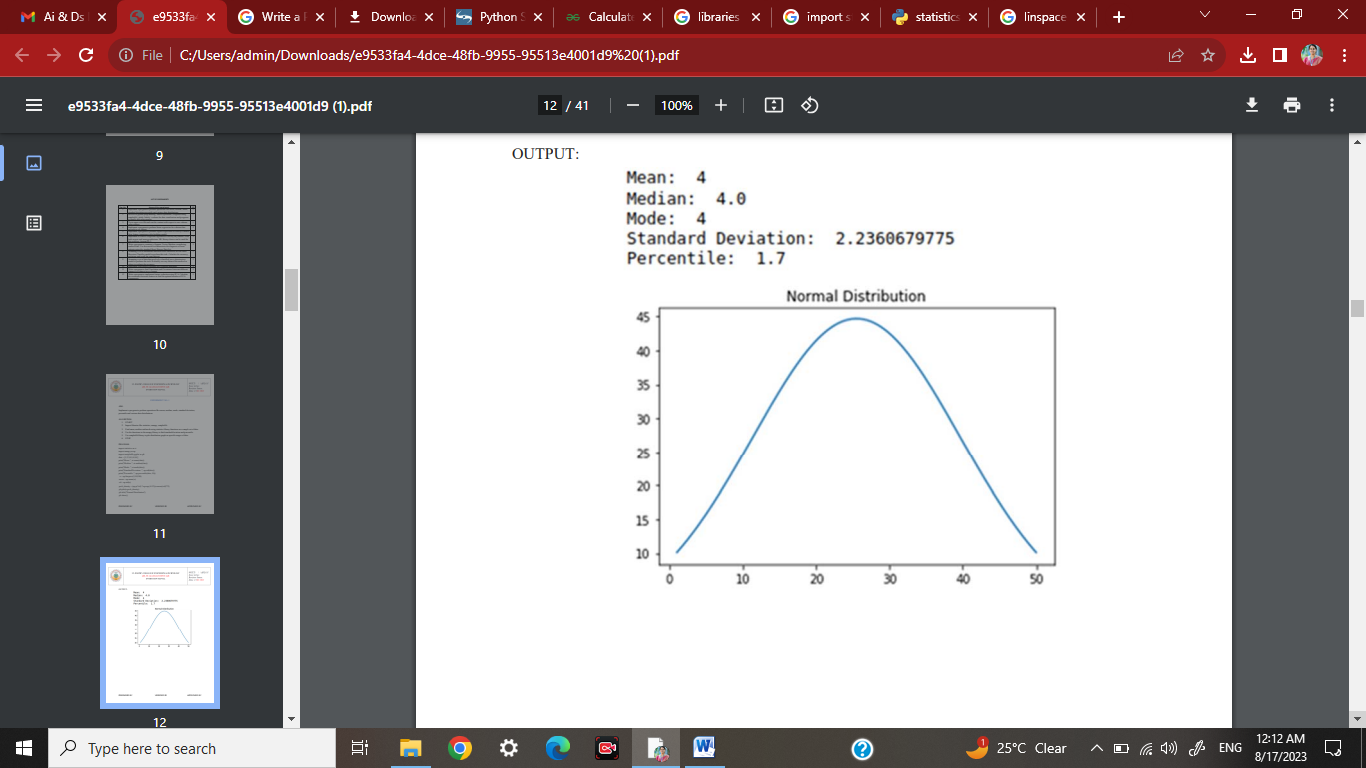 Ai & Ds
e9533fa
Write a
Downloa
Python
Calculat
libraries
import s
statistics
linspace
File
C:/Users/admin/Downloads/e9533fa4-4dce-48fb-9955-95513e4001d9%20(1).pdf
e9533fa4-4dce-48fb-9955-95513e4001d9 (1).pdf
12 / 41
100%
9
10
11
12
OUTPUT:
Mean: 4
Median: 4.0
Mode: 4
Standard Deviation: 2.2360679775
Percentile: 1.7
Normal Distribution
45
40
35
30
25
20
15
10
0 10 20 30 40 50
Type here to search
1
25°C Clear
ENG
12:12 AM
8/17/2023